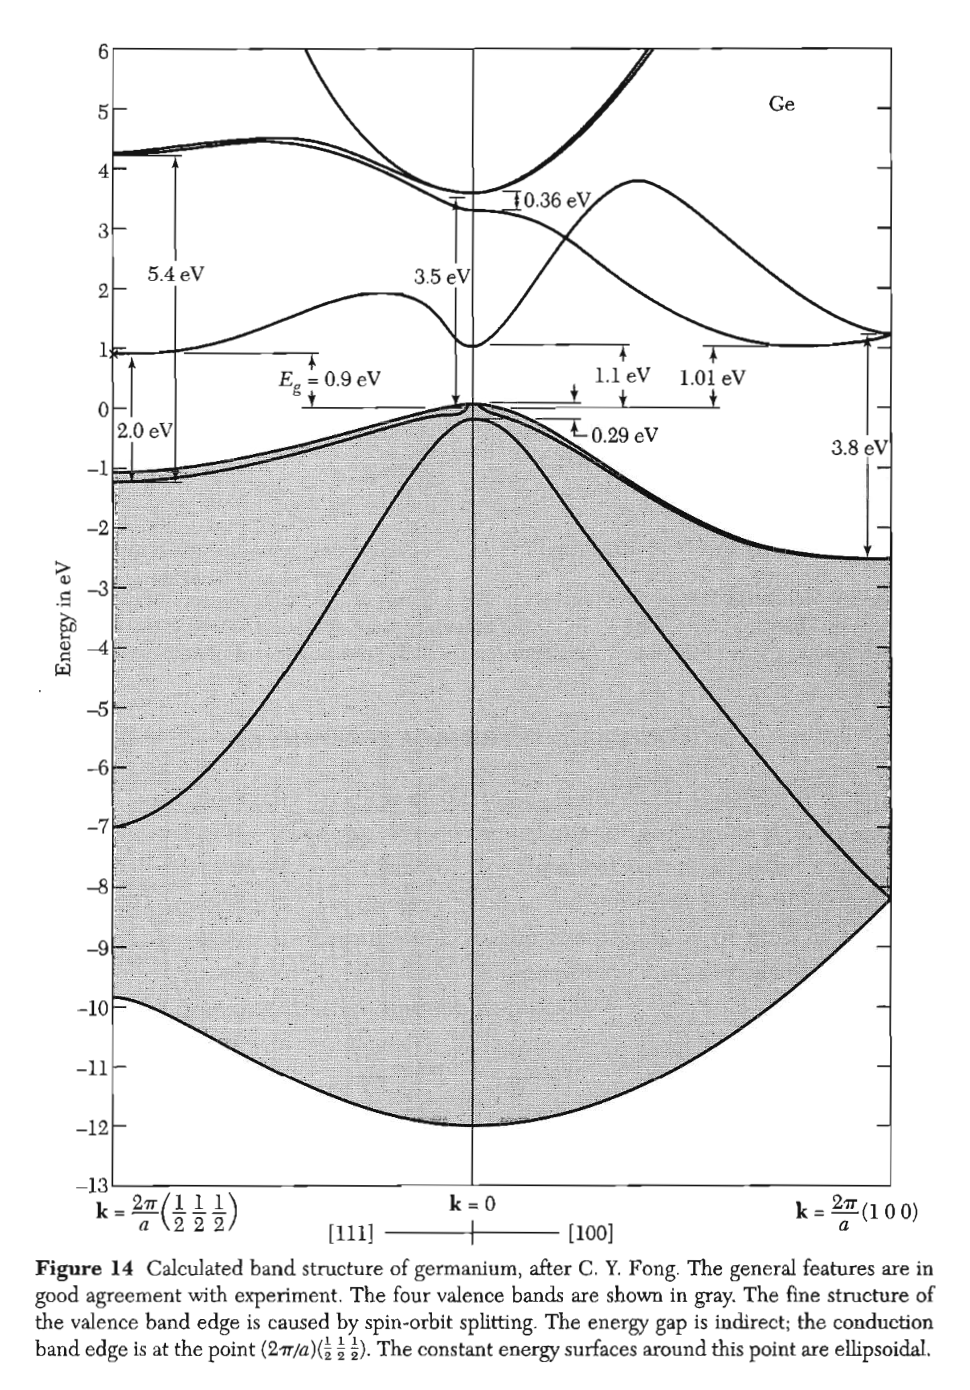 6
5
Ge
4
0.36 eV
3
5.4 eV
3.5 eV
2
1
E_g = 0.9 eV
1.1 eV
1.01 eV
0
2.0 eV
0.29 eV
3.8 eV
−1
−2
−3
Energy in eV
−4
−5
−6
−7
−8
−9
−10
−11
−12
−13
k = 2π/a (1/2 1/2 1/2)
k = 0
k = 2π/a (1 0 0)
[111]
[100]
Figure 14 Calculated band structure of germanium, after C. Y. Fong. The general features are in
good agreement with experiment. The four valence bands are shown in gray. The fine structure of
the valence band edge is caused by spin-orbit splitting. The energy gap is indirect; the conduction
band edge is at the point (2π/a)(1/2 1/2 1/2). The constant energy surfaces around this point are ellipsoidal.